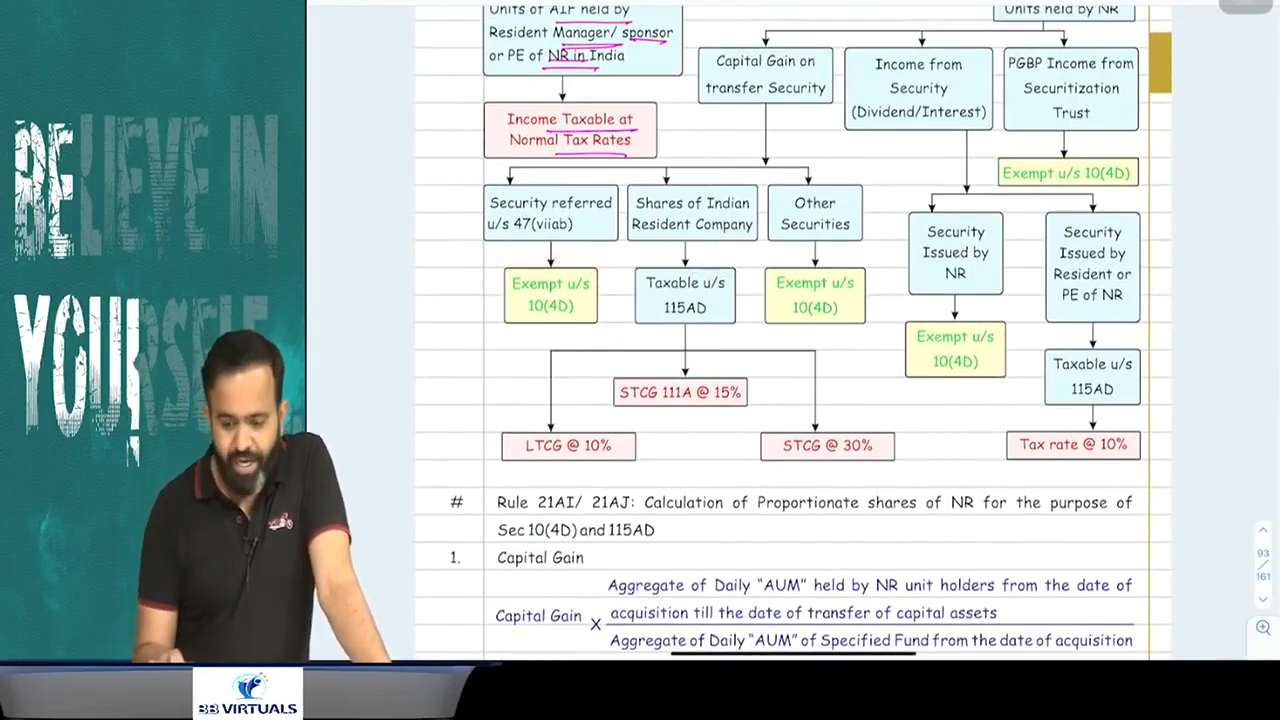 BELIEVE IN
YOURSELF
Units of AIF held by
Resident Manager/ sponsor
or PE of NR in India
Units held by NR
Capital Gain on
transfer Security
Income from
Security
(Dividend/Interest)
PGBP Income from
Securitization
Trust
Income Taxable at
Normal Tax Rates
Exempt u/s 10(4D)
Security referred
u/s 47(viiab)
Shares of Indian
Resident Company
Other
Securities
Security
Issued by
NR
Security
Issued by
Resident or
PE of NR
Exempt u/s
10(4D)
Taxable u/s
115AD
Exempt u/s
10(4D)
Exempt u/s
10(4D)
Taxable u/s
115AD
STCG 111A @ 15%
LTCG @ 10%
STCG @ 30%
Tax rate @ 10%
# Rule 21AI/ 21AJ: Calculation of Proportionate shares of NR for the purpose of
Sec 10(4D) and 115AD
1. Capital Gain
Aggregate of Daily “AUM” held by NR unit holders from the date of
Capital Gain × acquisition till the date of transfer of capital assets
Aggregate of Daily “AUM” of Specified Fund from the date of acquisition
93
/
161
BB VIRTUALS